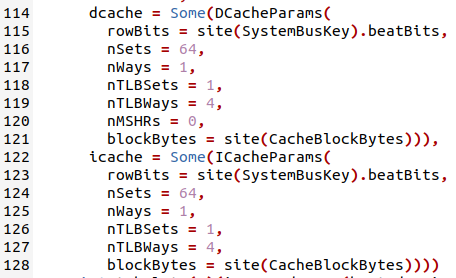 114 dcache = Some(DCacheParams(
115 rowBits = site(SystemBusKey).beatBits,
116 nSets = 64,
117 nWays = 1,
118 nTLBSets = 1,
119 nTLBWays = 4,
120 nMSHRs = 0,
121 blockBytes = site(CacheBlockBytes))),
122 icache = Some(ICacheParams(
123 rowBits = site(SystemBusKey).beatBits,
124 nSets = 64,
125 nWays = 1,
126 nTLBSets = 1,
127 nTLBWays = 4,
128 blockBytes = site(CacheBlockBytes))))